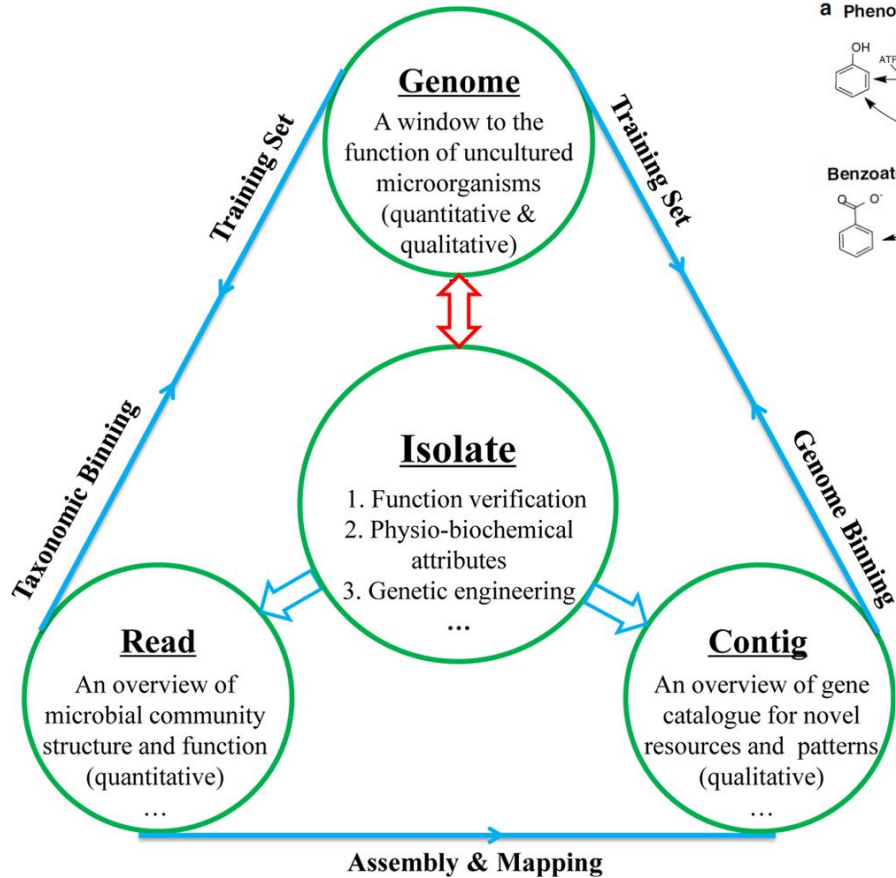 a Pheno
OH
ATP
Benzoat
O O-
Genome
A window to the
function of uncultured
microorganisms
(quantitative &
qualitative)
Training Set
Training Set
Isolate
1. Function verification
2. Physio-biochemical
attributes
3. Genetic engineering
...
Taxonomic Binning
Genome Binning
Read
An overview of
microbial community
structure and function
(quantitative)
...
Contig
An overview of gene
catalogue for novel
resources and patterns
(qualitative)
...
Assembly & Mapping